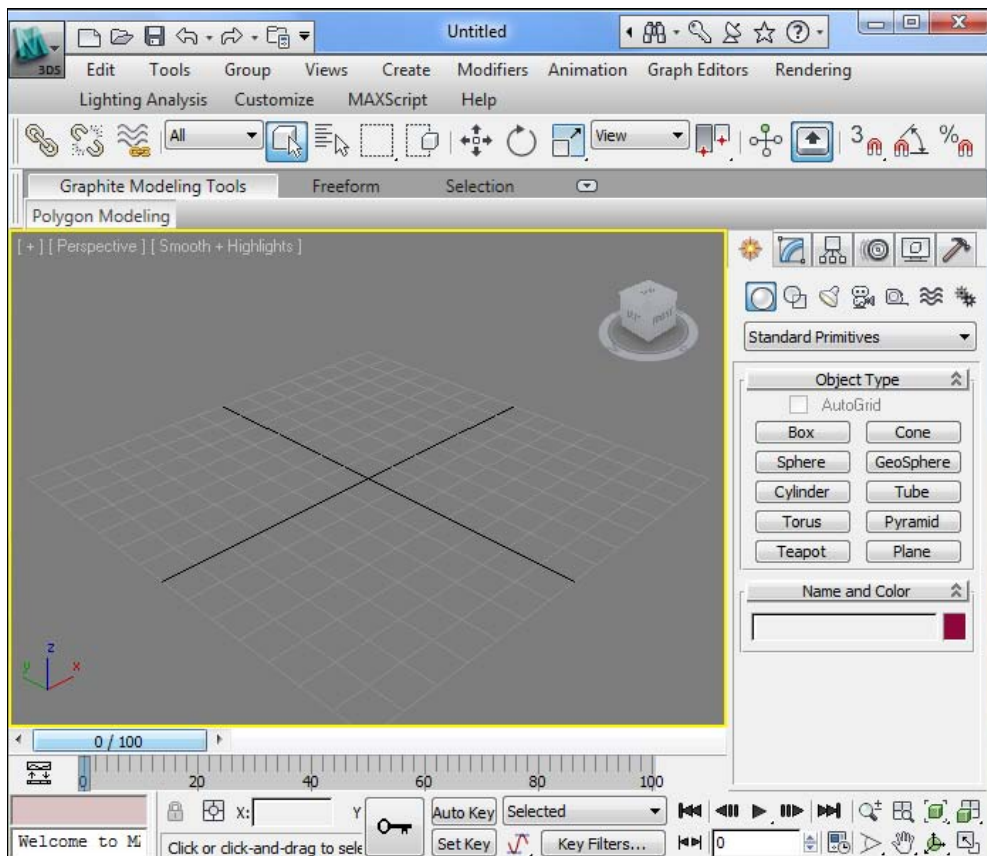 Untitled
3DS Edit Tools Group Views Create Modifiers Animation Graph Editors Rendering
Lighting Analysis Customize MAXScript Help
All View 3 %
Graphite Modeling Tools Freeform Selection
Polygon Modeling
[ + ] [ Perspective ] [ Smooth + Highlights ]
Standard Primitives
Object Type
AutoGrid
Box Cone
Sphere GeoSphere
Cylinder Tube
Torus Pyramid
Teapot Plane
Name and Color
z
y x
0 / 100
0 20 40 60 80 100
X: Y Auto Key Selected
Welcome to M Click or click-and-drag to sele Set Key Key Filters... 0